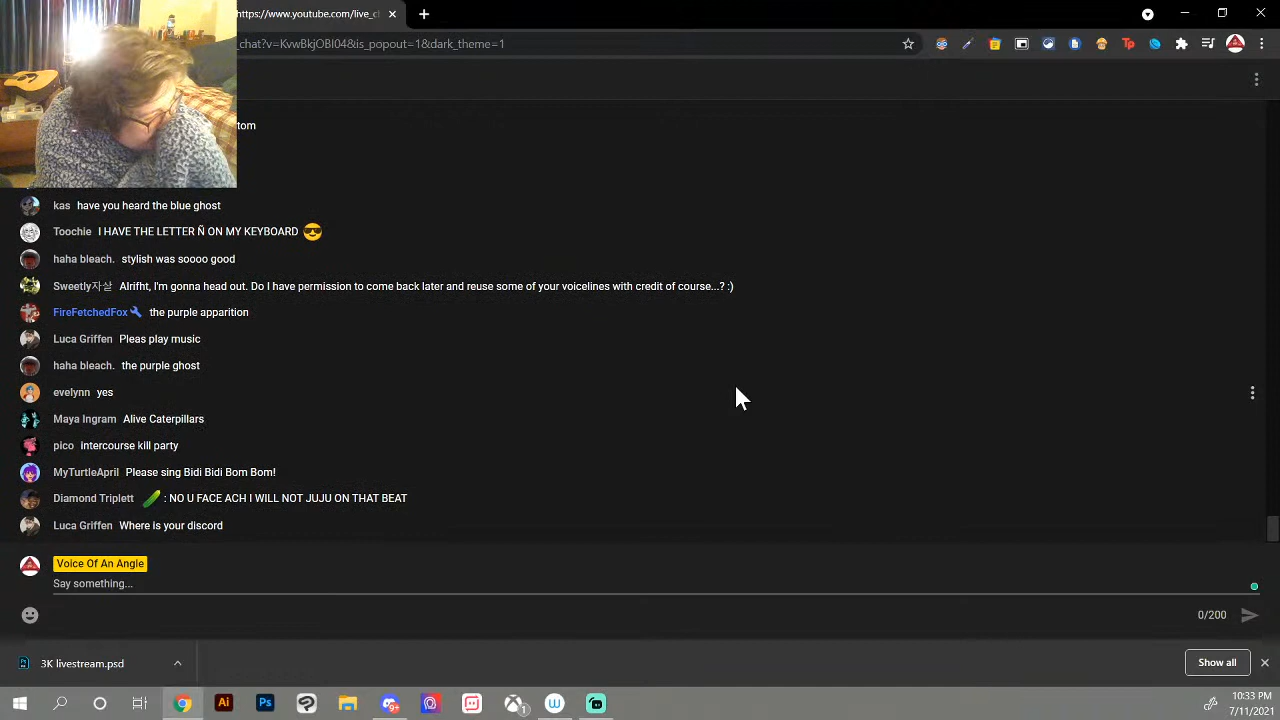 https://www.youtube.com/live_c
_chat?v=KvwBkjOBI04&is_popout=1&dark_theme=1
tom
kas have you heard the blue ghost
Toochie I HAVE THE LETTER Ñ ON MY KEYBOARD 😎
haha bleach. stylish was soooo good
Sweetly자살 Alrifht, I'm gonna head out. Do I have permission to come back later and reuse some of your voicelines with credit of course...? :)
FireFetchedFox the purple apparition
Luca Griffen Pleas play music
haha bleach. the purple ghost
evelynn yes
Maya Ingram Alive Caterpillars
pico intercourse kill party
MyTurtleApril Please sing Bidi Bidi Bom Bom!
Diamond Triplett 🥒 : NO U FACE ACH I WILL NOT JUJU ON THAT BEAT
Luca Griffen Where is your discord
Voice Of An Angle
Say something...
0/200
3K livestream.psd
Show all
Ai
Ps
10:33 PM
7/11/2021